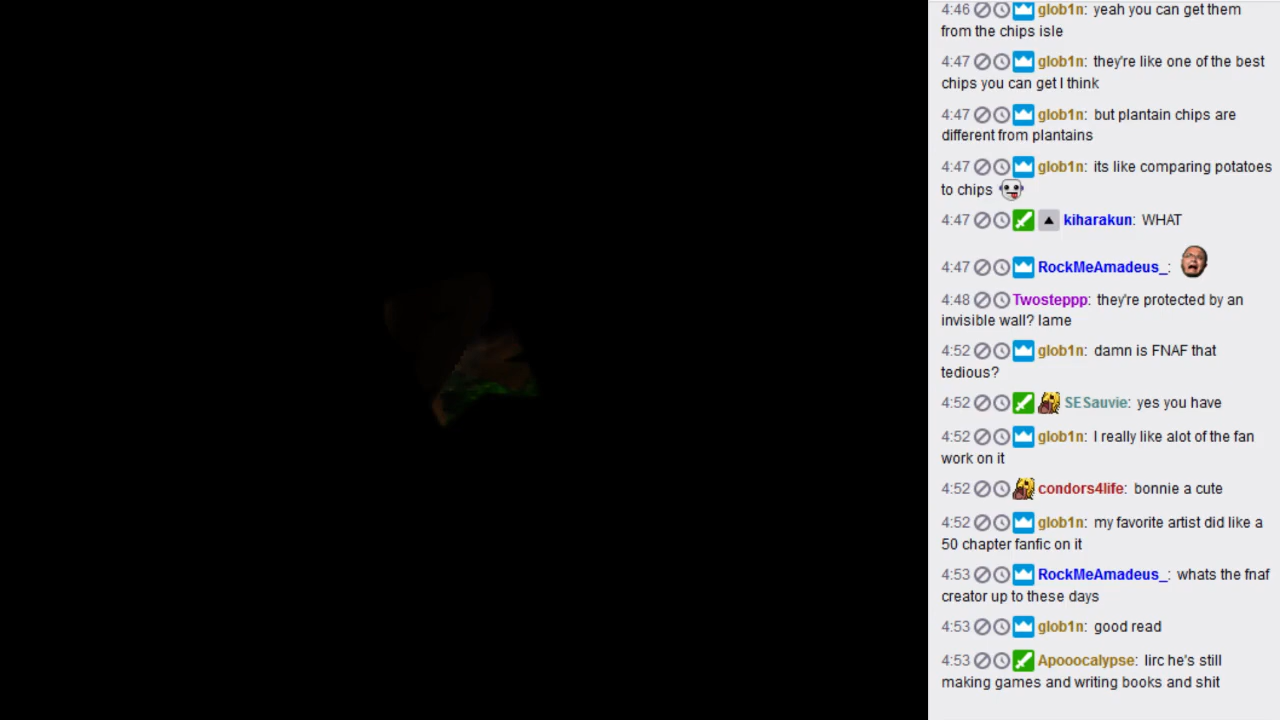 4:46 glob1n: yeah you can get them
from the chips isle
4:47 glob1n: they're like one of the best
chips you can get I think
4:47 glob1n: but plantain chips are
different from plantains
4:47 glob1n: its like comparing potatoes
to chips
4:47 kiharakun: WHAT
4:47 RockMeAmadeus_:
4:48 Twosteppp: they're protected by an
invisible wall? lame
4:52 glob1n: damn is FNAF that
tedious?
4:52 SESauvie: yes you have
4:52 glob1n: I really like alot of the fan
work on it
4:52 condors4life: bonnie a cute
4:52 glob1n: my favorite artist did like a
50 chapter fanfic on it
4:53 RockMeAmadeus_: whats the fnaf
creator up to these days
4:53 glob1n: good read
4:53 Apooocalypse: Iirc he's still
making games and writing books and shit